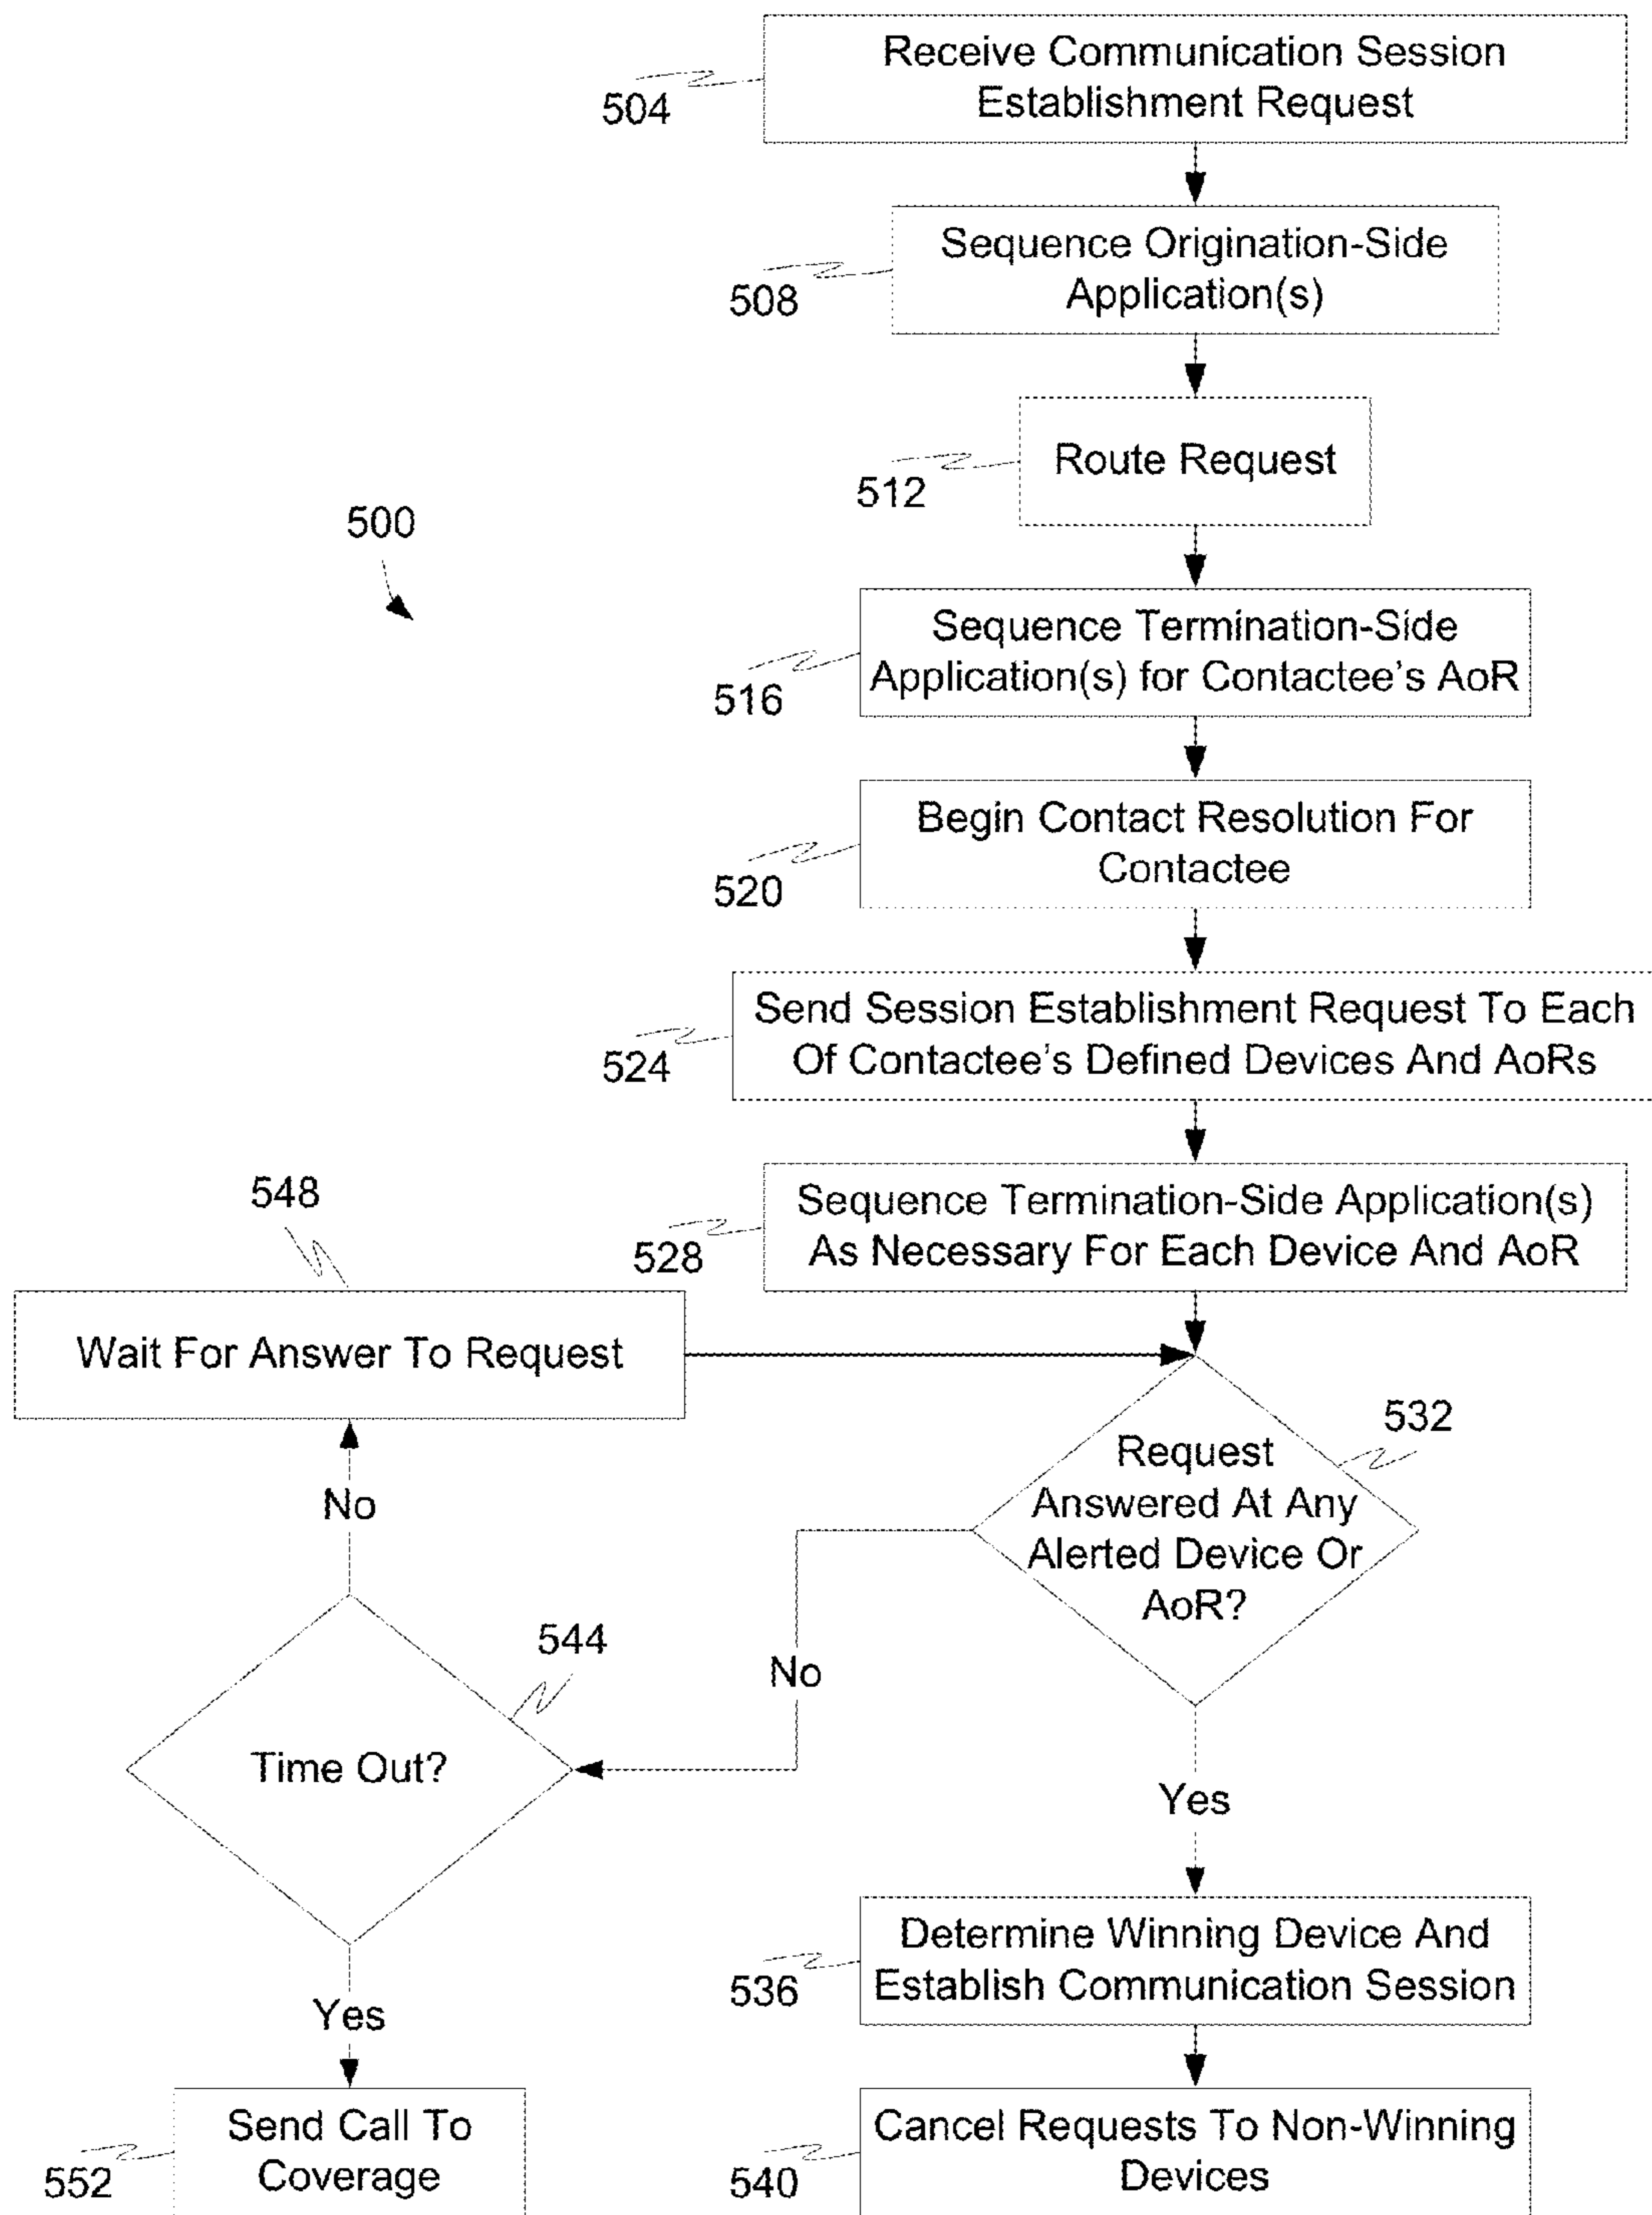 Receive Communication Session
Establishment Request
504
Sequence Origination-Side
Application(s)
508
Route Request
512
500
Sequence Termination-Side
Application(s) for Contactee's AoR
516
Begin Contact Resolution For
Contactee
520
Send Session Establishment Request To Each
Of Contactee's Defined Devices And AoRs
524
Sequence Termination-Side Application(s)
As Necessary For Each Device And AoR
528
548
Wait For Answer To Request
532
Request
Answered At Any
Alerted Device Or
AoR?
No
544
Time Out?
No
Yes
Determine Winning Device And
Establish Communication Session
536
Yes
Send Call To
Coverage
552
Cancel Requests To Non-Winning
Devices
540